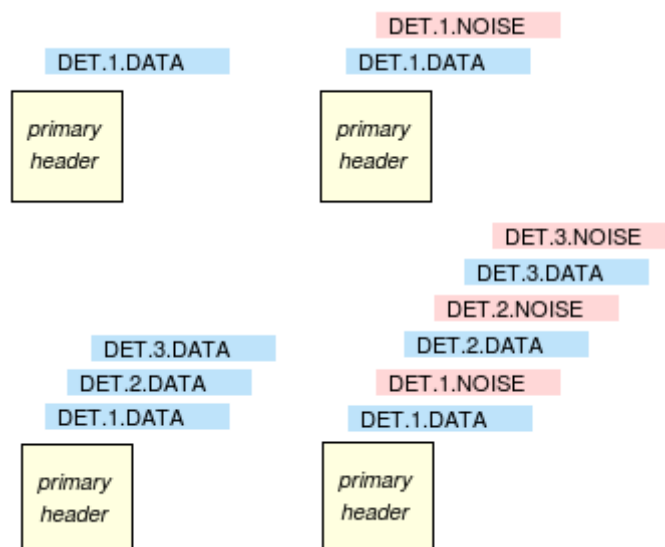 DET.1.DATA
primary
header
DET.1.NOISE
DET.1.DATA
primary
header
DET.3.DATA
DET.2.DATA
DET.1.DATA
primary
header
DET.3.NOISE
DET.3.DATA
DET.2.NOISE
DET.2.DATA
DET.1.NOISE
DET.1.DATA
primary
header